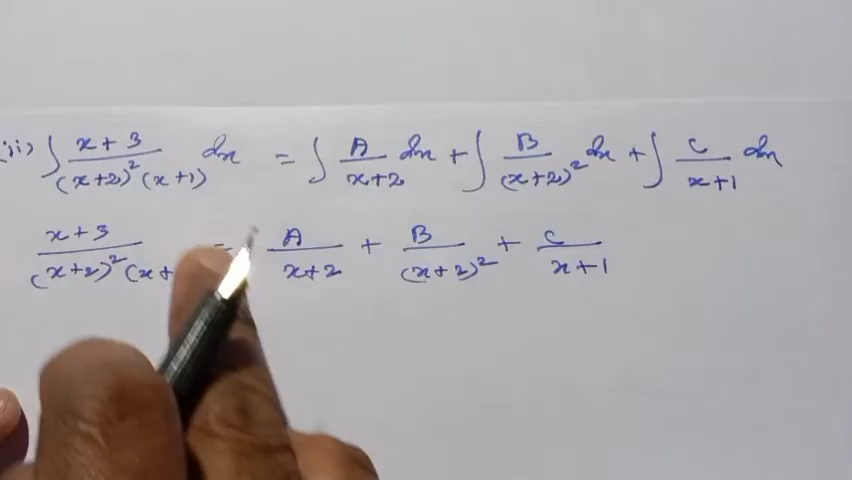 (ii) ∫ x+3/(x+2)²(x+1) dx = ∫ A/x+2 dx + ∫ B/(x+2)² dx + ∫ C/x+1 dx
x+3/(x+2)²(x+ = A/x+2 + B/(x+2)² + C/x+1